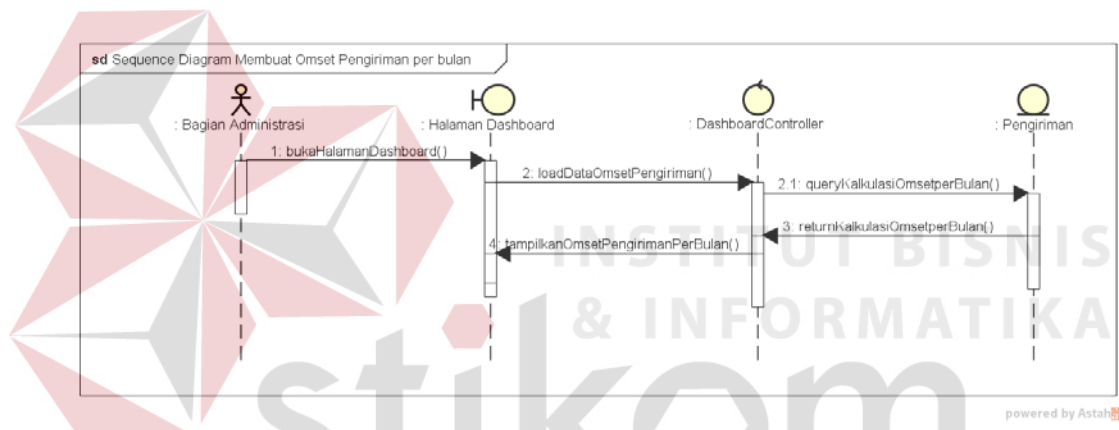 sd Sequence Diagram Membuat Omset Pengiriman per bulan
: Bagian Administrasi
: Halaman Dashboard
: DashboardController
: Pengiriman
1: bukaHalamanDashboard()
2: loadDataOmsetPengiriman()
2.1: queryKalkulasiOmsetperBulan()
3: returnKalkulasiOmsetperBulan()
4: tampilkanOmsetPengirimanPerBulan()
INSTITUT BISNIS
& INFORMATIKA
stikom
powered by Astah